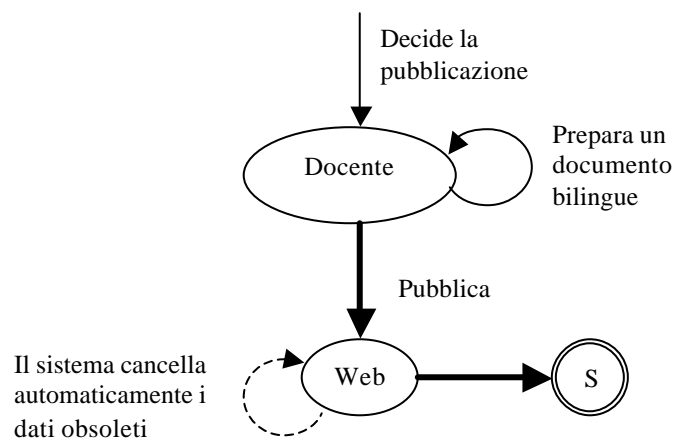 Decide la
pubblicazione
Docente
Prepara un
documento
bilingue
Pubblica
Il sistema cancella
automaticamente i
dati obsoleti
Web
S